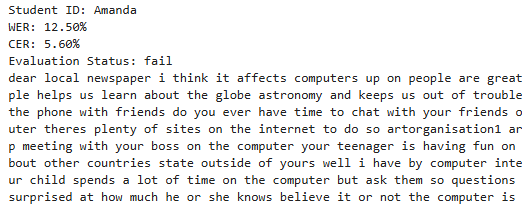 Student ID: Amanda
WER: 12.50%
CER: 5.60%
Evaluation Status: fail
dear local newspaper i think it affects computers up on people are great
ple helps us learn about the globe astronomy and keeps us out of trouble
the phone with friends do you ever have time to chat with your friends o
uter theres plenty of sites on the internet to do so artorganisation1 ar
p meeting with your boss on the computer your teenager is having fun on
bout other countries state outside of yours well i have by computer inte
ur child spends a lot of time on the computer but ask them so questions
surprised at how much he or she knows believe it or not the computer is